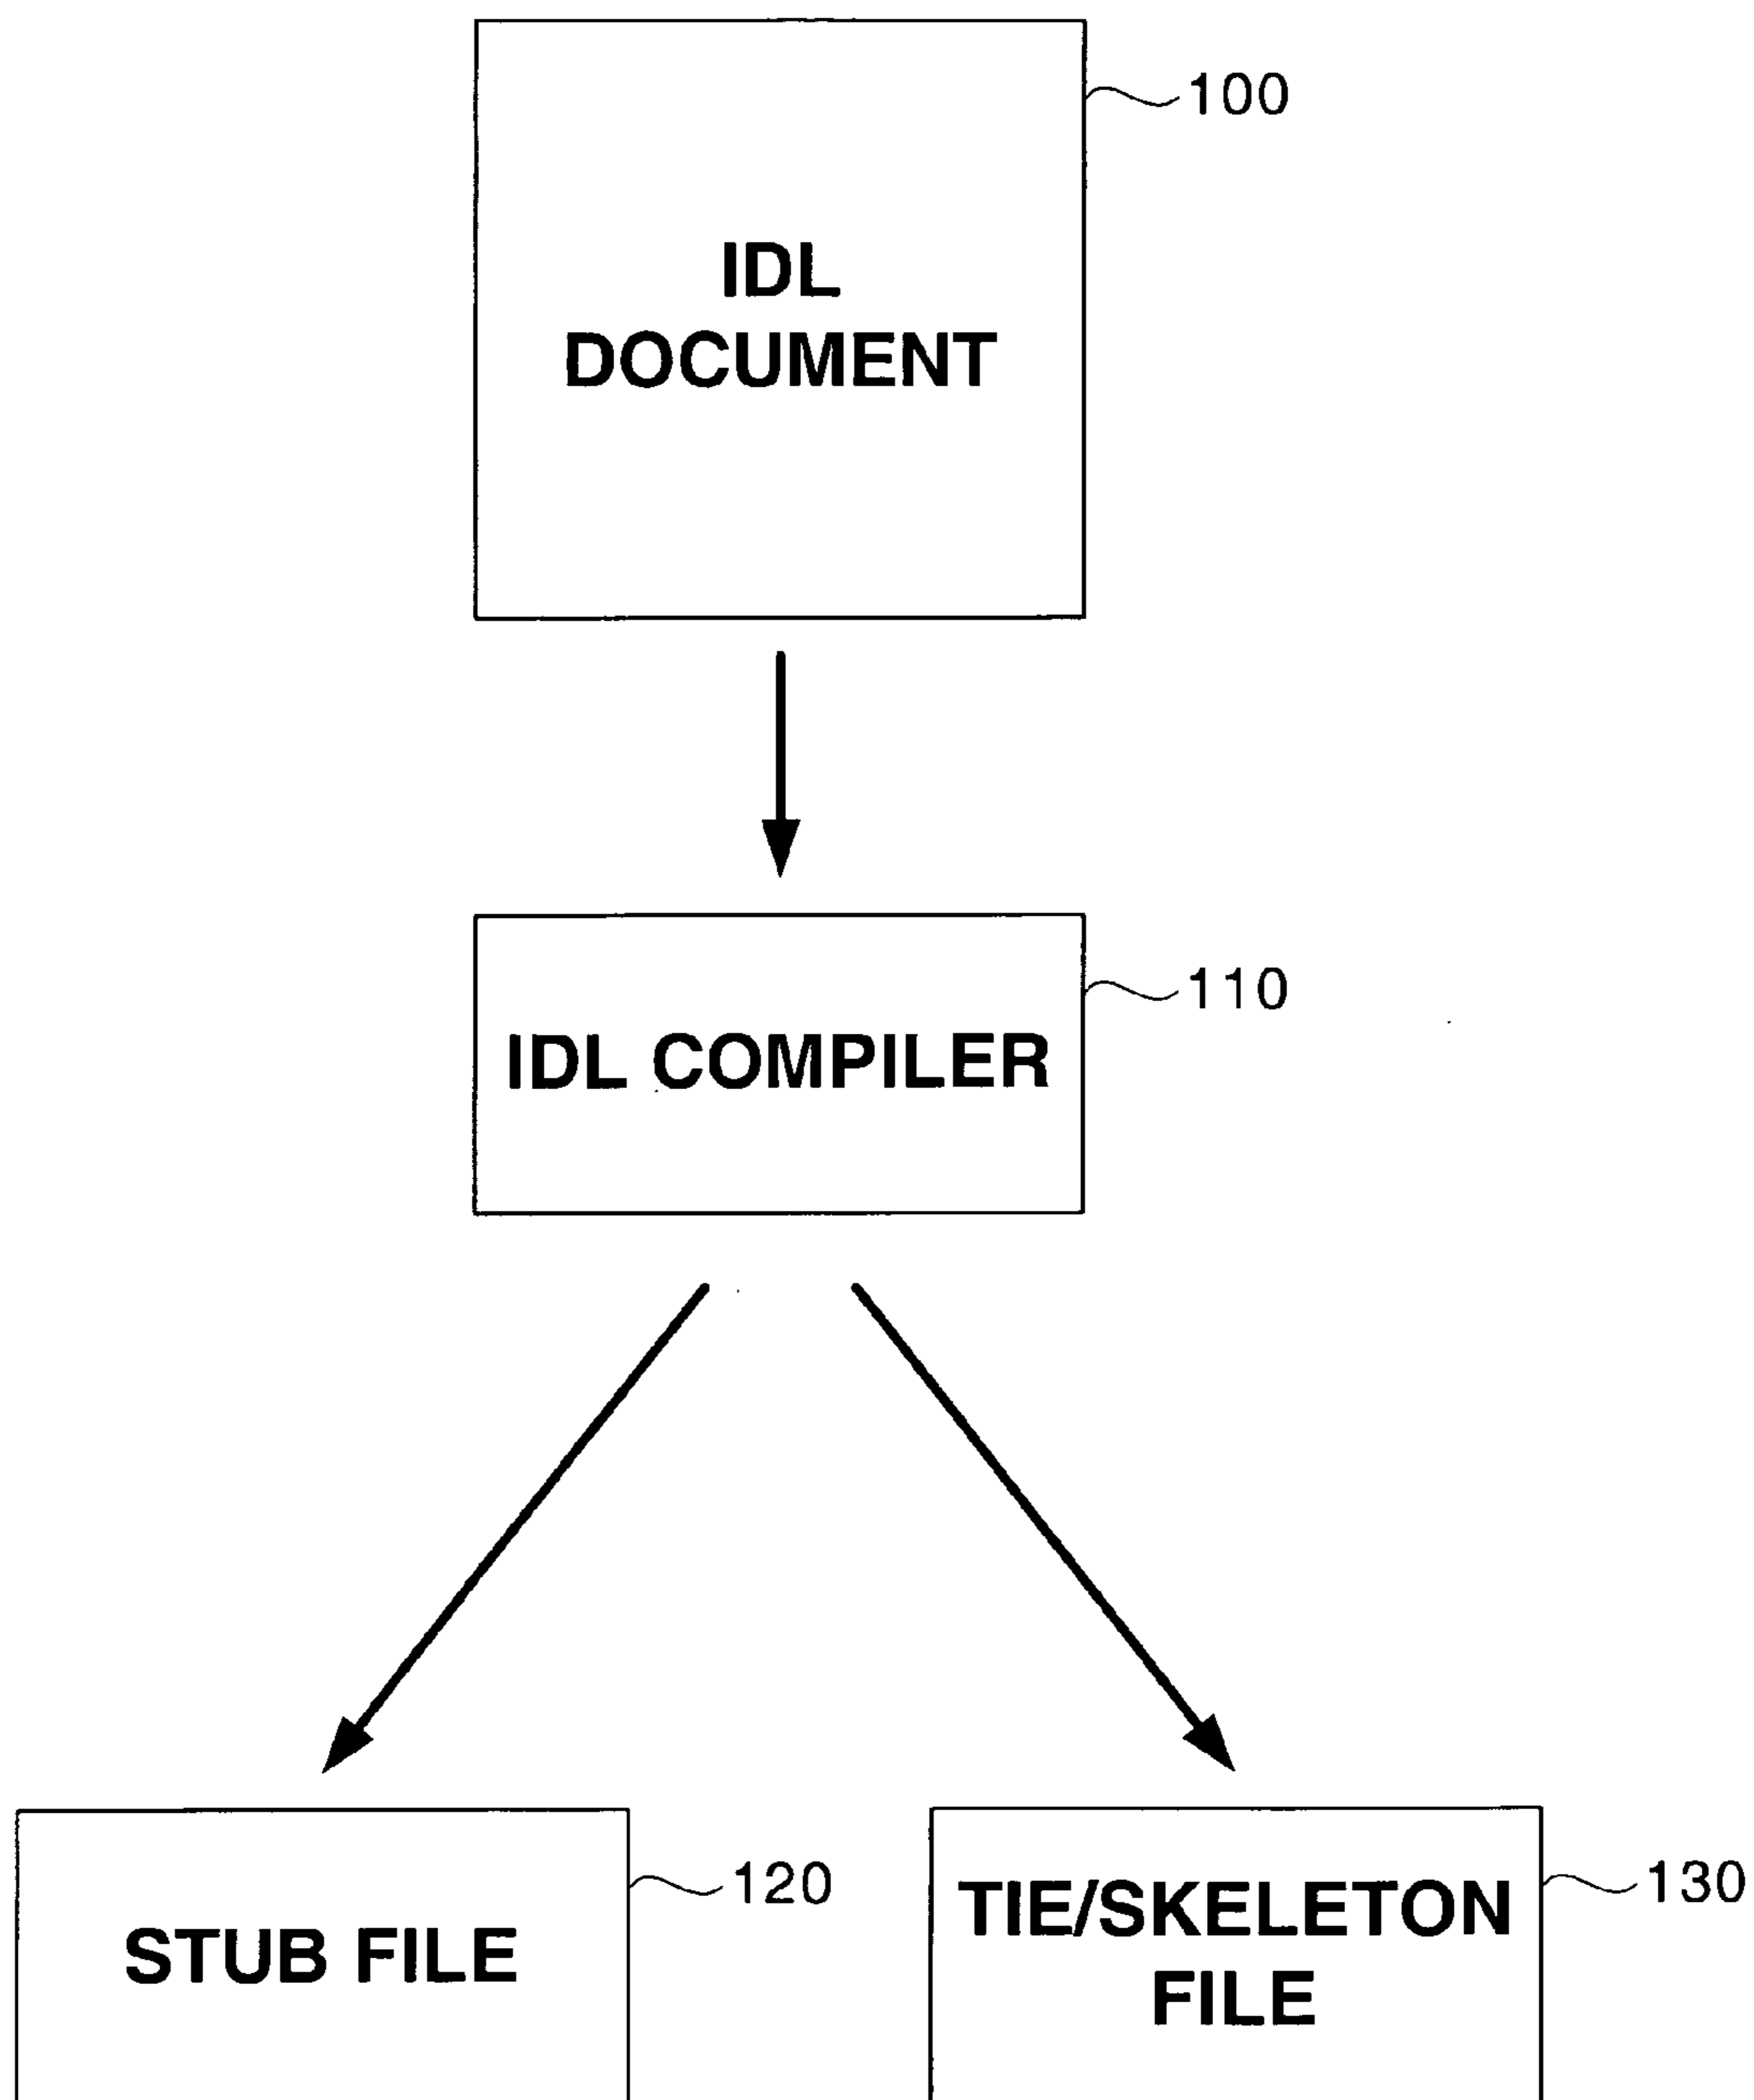 100
IDL
DOCUMENT
110
IDL COMPILER
120
STUB FILE
130
TIE/SKELETON
FILE